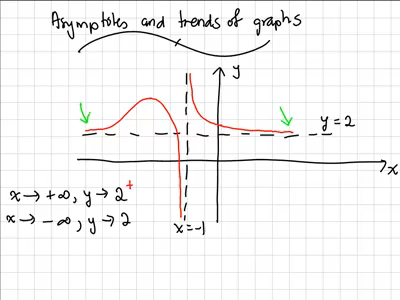 Asymptotes and trends of graphs
y
y = 2
x
x → +∞, y → 2⁺
x → -∞, y → 2
x = -1